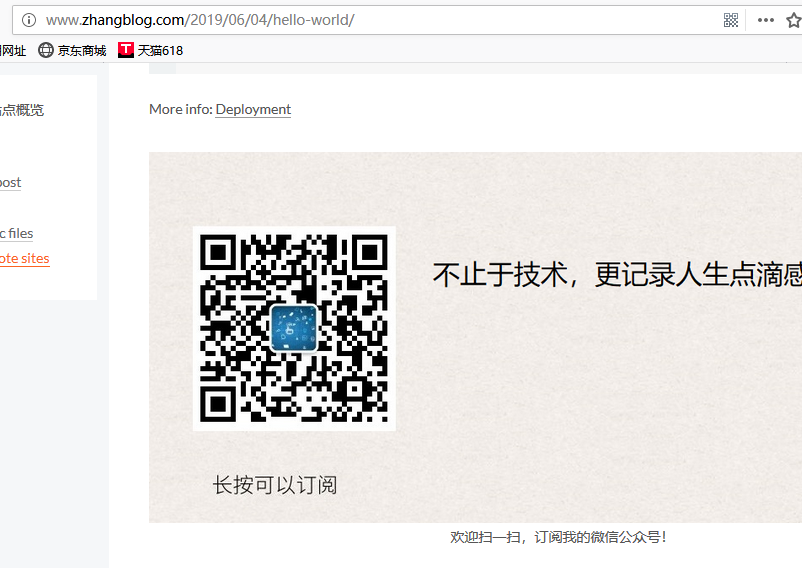 www.zhangblog.com/2019/06/04/hello-world/
网址 京东商城 T 天猫618
点概览
More info: Deployment
post
c files
ote sites
不止于技术，更记录人生点滴感
长按可以订阅
欢迎扫一扫，订阅我的微信公众号！